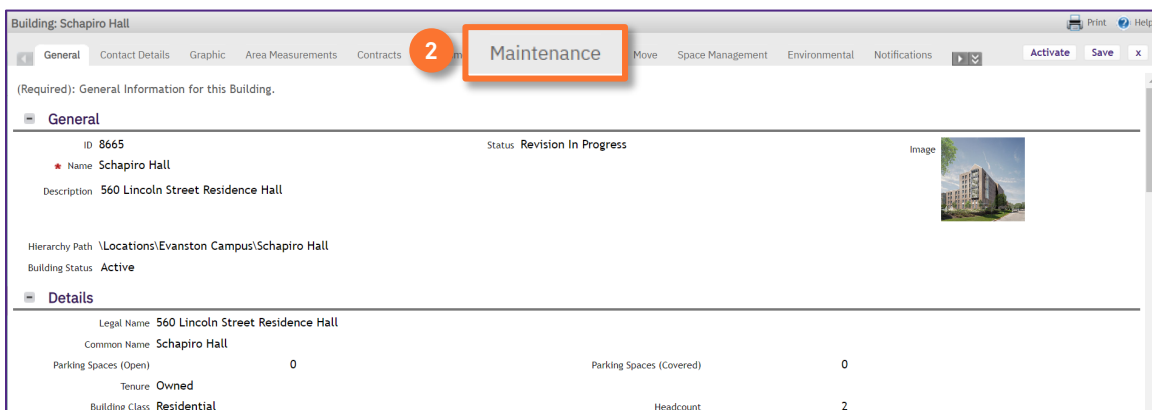 Building: Schapiro Hall Print Help
General Contact Details Graphic Area Measurements Contracts 2 Maintenance Move Space Management Environmental Notifications Activate Save x
(Required): General Information for this Building.
General
ID 8665 Status Revision In Progress Image
* Name Schapiro Hall
Description 560 Lincoln Street Residence Hall
Hierarchy Path \Locations\Evanston Campus\Schapiro Hall
Building Status Active
Details
Legal Name 560 Lincoln Street Residence Hall
Common Name Schapiro Hall
Parking Spaces (Open) 0 Parking Spaces (Covered) 0
Tenure Owned
Building Class Residential Headcount 2